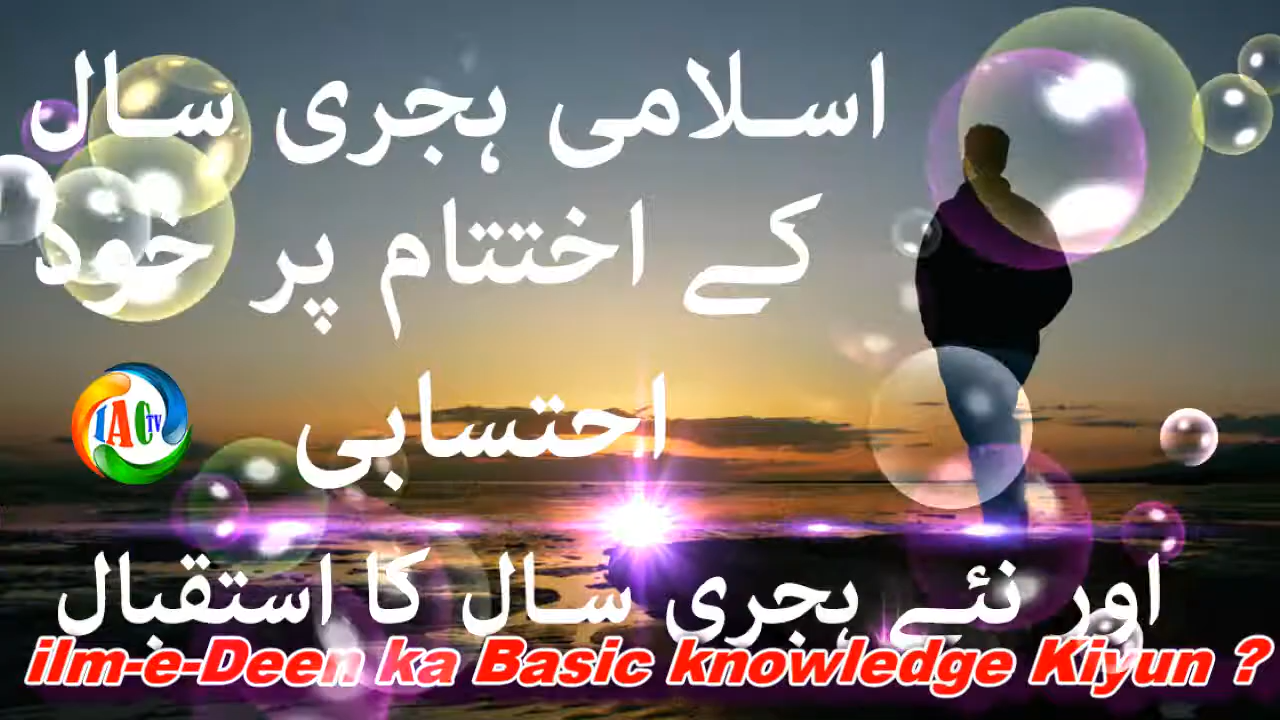 اسلامی ہجری سال
کے اختتام پر خود
احتسابی
IAC TV
اور نئے ہجری سال کا استقبال
ilm-e-Deen ka Basic knowledge Kiyun ?